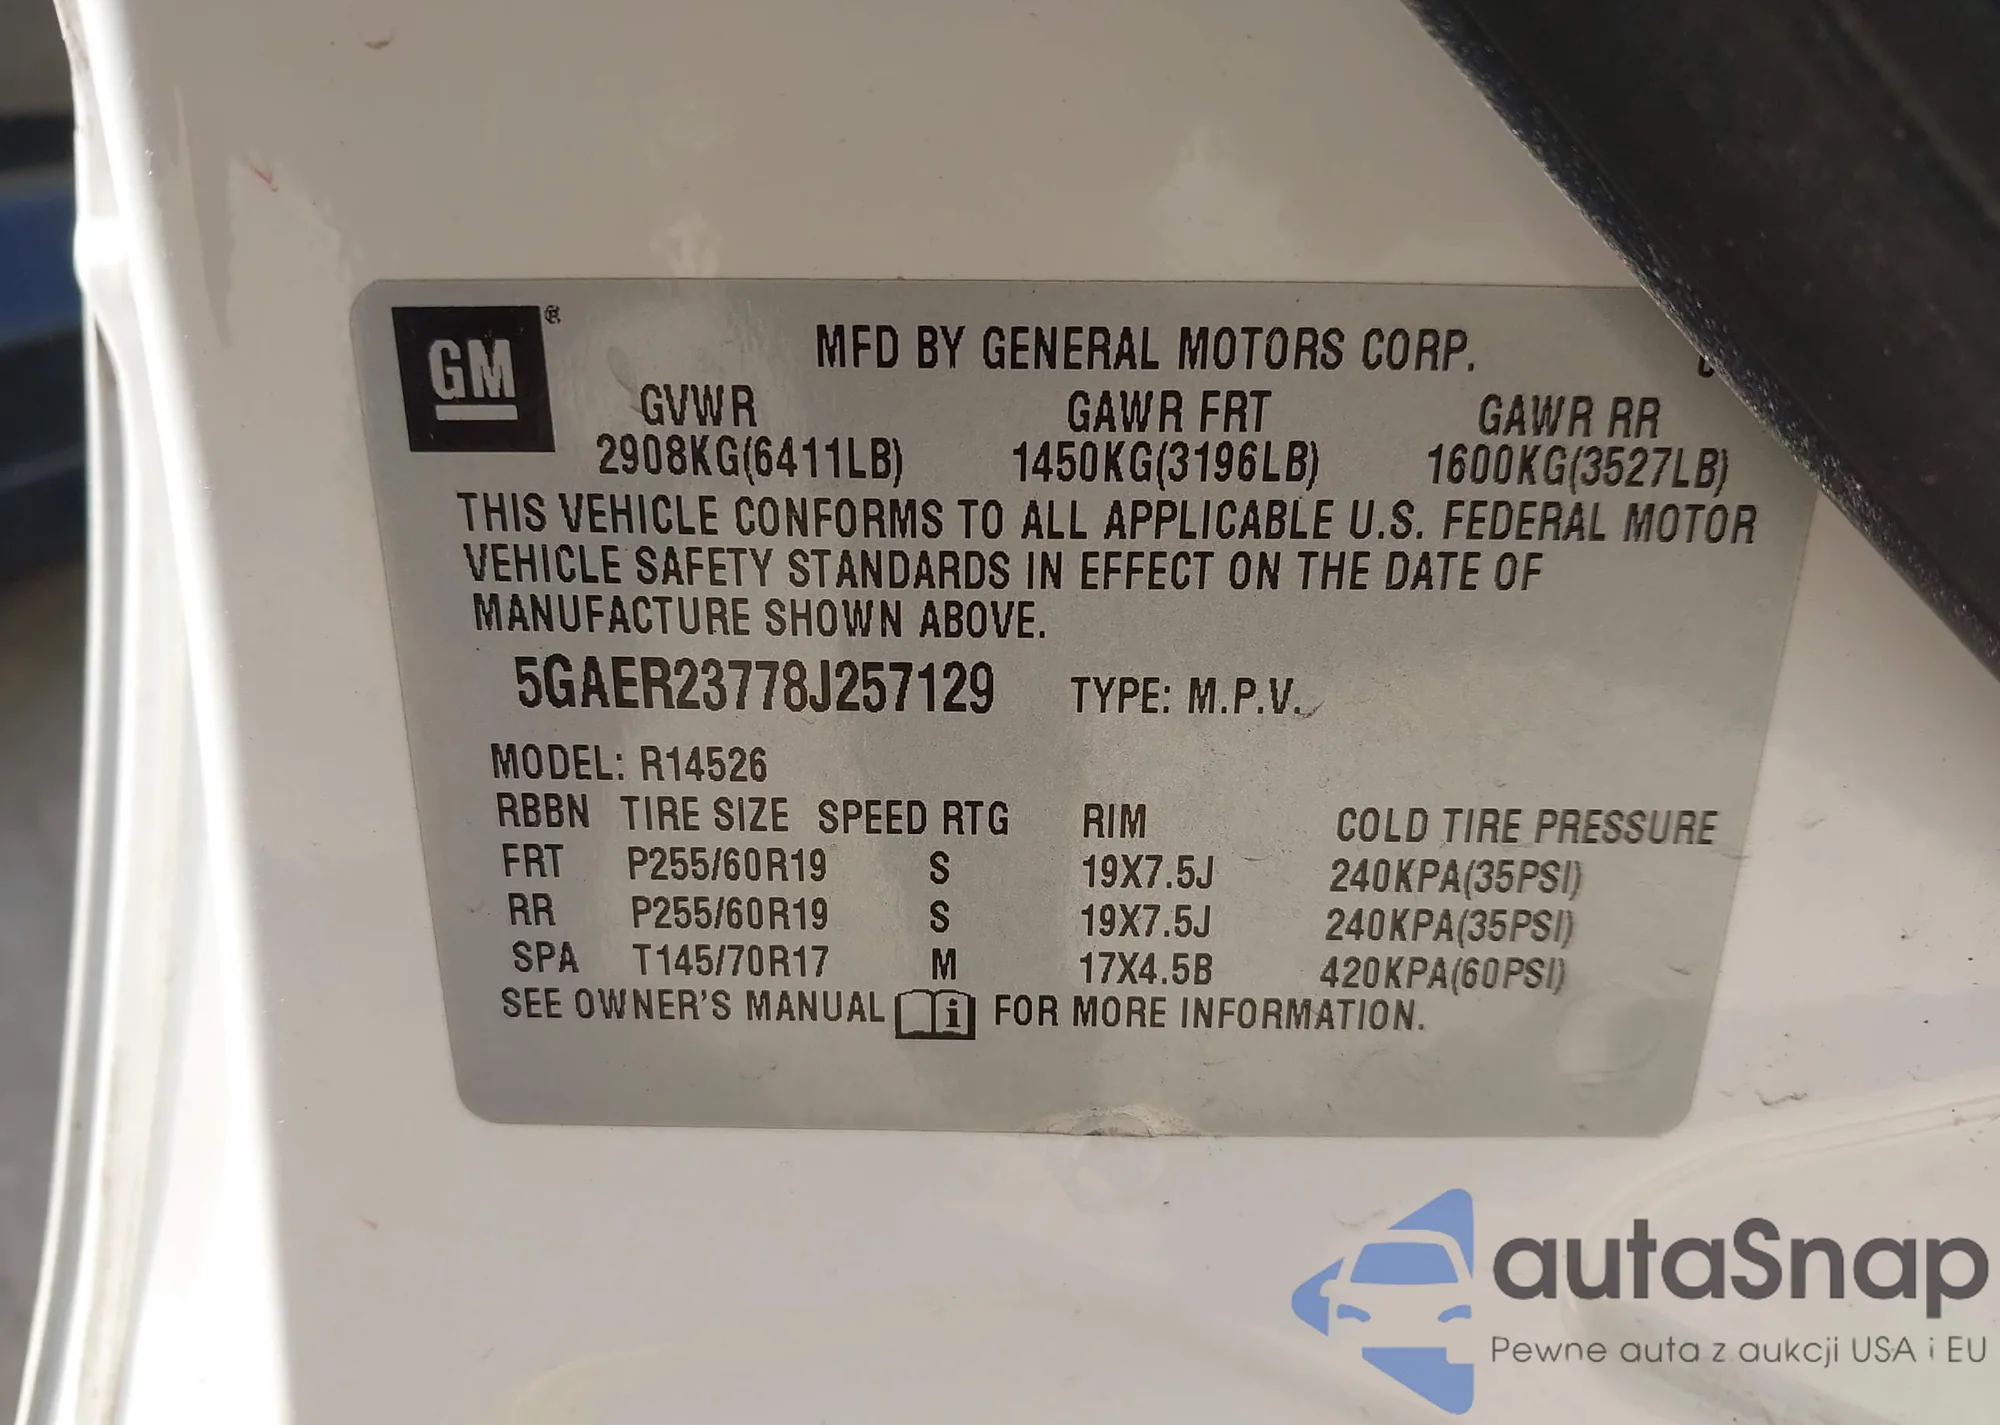 GM ®
MFD BY GENERAL MOTORS CORP.
GVWR GAWR FRT GAWR RR
2908KG(6411LB) 1450KG(3196LB) 1600KG(3527LB)
THIS VEHICLE CONFORMS TO ALL APPLICABLE U.S. FEDERAL MOTOR
VEHICLE SAFETY STANDARDS IN EFFECT ON THE DATE OF
MANUFACTURE SHOWN ABOVE.
5GAER23778J257129 TYPE: M.P.V.
MODEL: R14526
RBBN TIRE SIZE SPEED RTG RIM COLD TIRE PRESSURE
FRT P255/60R19 S 19X7.5J 240KPA(35PSI)
RR P255/60R19 S 19X7.5J 240KPA(35PSI)
SPA T145/70R17 M 17X4.5B 420KPA(60PSI)
SEE OWNER'S MANUAL i FOR MORE INFORMATION.
autaSnap
Pewne auta z aukcji USA i EU